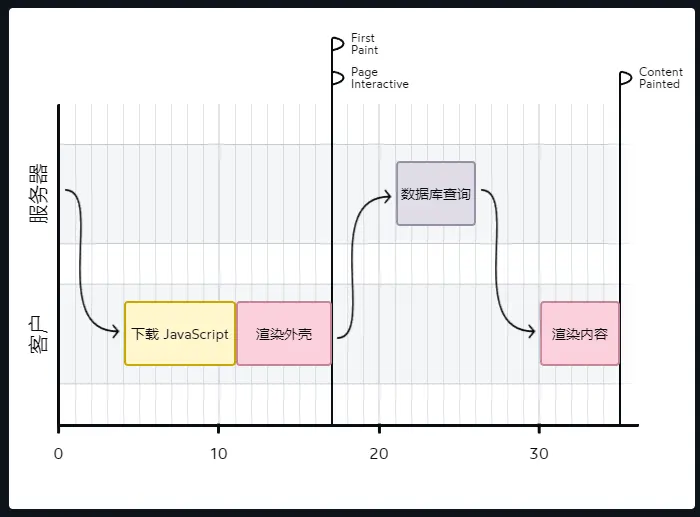 First
Paint
Page
Interactive
Content
Painted
服务器
数据库查询
客户
下载 JavaScript
渲染外壳
渲染内容
0
10
20
30